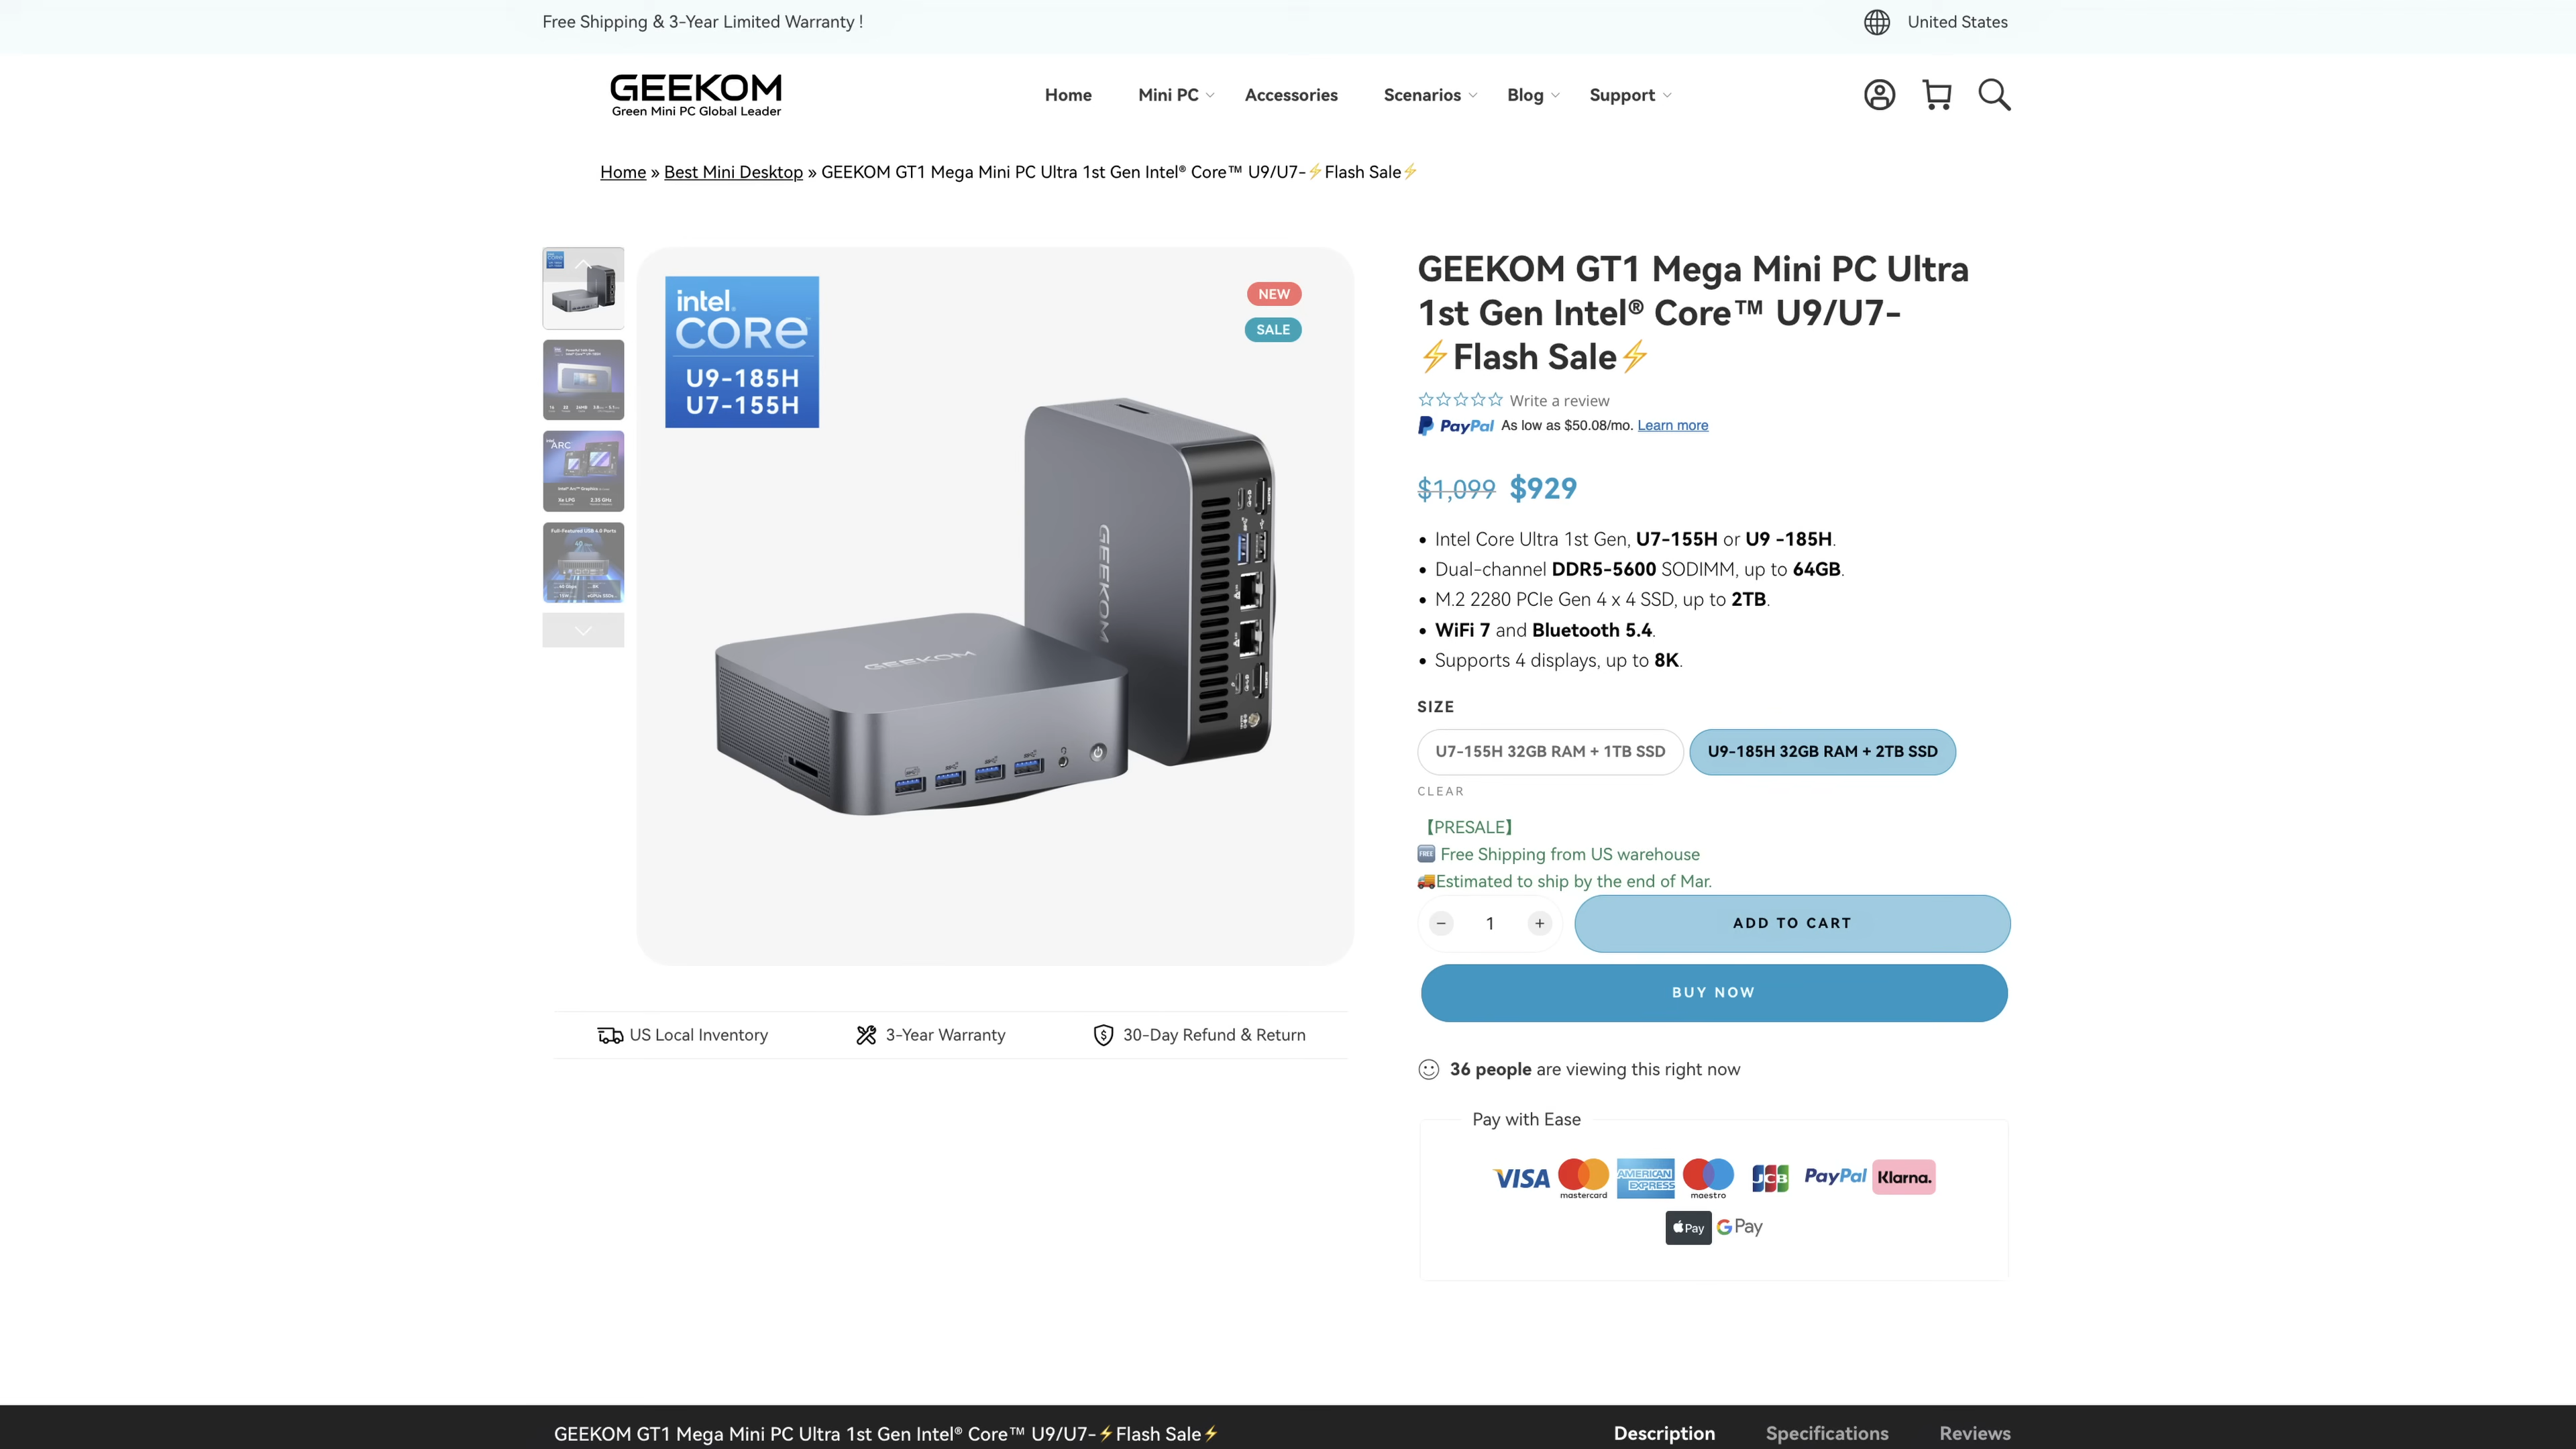 Free Shipping & 3-Year Limited Warranty !
United States
GEEKOM
Green Mini PC Global Leader
Home
Mini PC
Accessories
Scenarios
Blog
Support
Home » Best Mini Desktop » GEEKOM GT1 Mega Mini PC Ultra 1st Gen Intel® Core™ U9/U7-⚡Flash Sale⚡
intel.
CORE™
U9-185H
U7-155H
NEW
SALE
GEEKOM
GEEKOM
ARC
Full-Featured USB 4.0 Ports
GEEKOM GT1 Mega Mini PC Ultra
1st Gen Intel® Core™ U9/U7-
⚡Flash Sale⚡
Write a review
PayPal As low as $50.08/mo. Learn more
$1,099 $929
• Intel Core Ultra 1st Gen, U7-155H or U9 -185H.
• Dual-channel DDR5-5600 SODIMM, up to 64GB.
• M.2 2280 PCIe Gen 4 x 4 SSD, up to 2TB.
• WiFi 7 and Bluetooth 5.4.
• Supports 4 displays, up to 8K.
SIZE
U7-155H 32GB RAM + 1TB SSD
U9-185H 32GB RAM + 2TB SSD
CLEAR
【PRESALE】
🆓 Free Shipping from US warehouse
🚚Estimated to ship by the end of Mar.
− 1 +
ADD TO CART
BUY NOW
US Local Inventory
3-Year Warranty
30-Day Refund & Return
36 people are viewing this right now
Pay with Ease
VISA
mastercard
AMERICAN EXPRESS
maestro
JCB
PayPal
Klarna.
Pay
G Pay
GEEKOM GT1 Mega Mini PC Ultra 1st Gen Intel® Core™ U9/U7-⚡Flash Sale⚡
Description
Specifications
Reviews